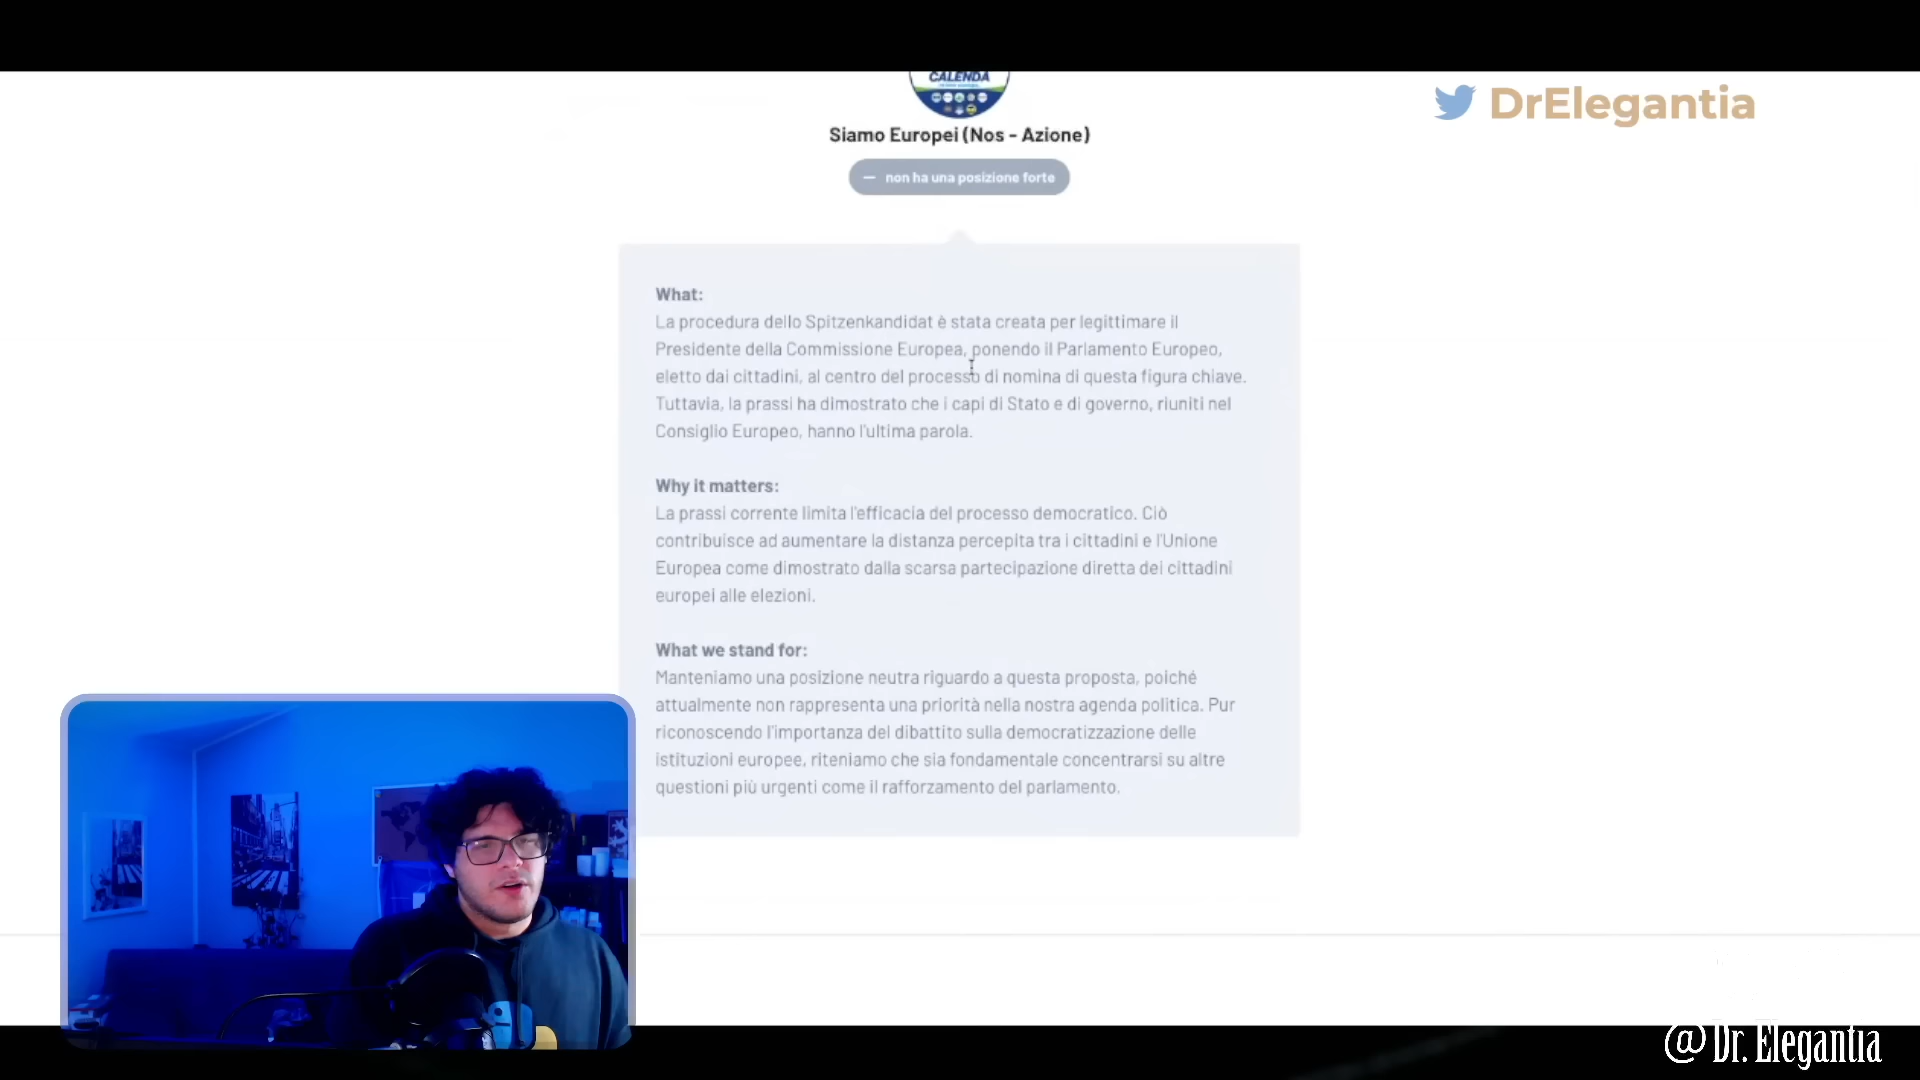 CALENDA
DrElegantia
Siamo Europei (Nos - Azione)
— non ha una posizione forte
What:
La procedura dello Spitzenkandidat è stata creata per legittimare il
Presidente della Commissione Europea, ponendo il Parlamento Europeo,
eletto dai cittadini, al centro del processo di nomina di questa figura chiave.
Tuttavia, la prassi ha dimostrato che i capi di Stato e di governo, riuniti nel
Consiglio Europeo, hanno l'ultima parola.
Why it matters:
La prassi corrente limita l'efficacia del processo democratico. Ciò
contribuisce ad aumentare la distanza percepita tra i cittadini e l'Unione
Europea come dimostrato dalla scarsa partecipazione diretta dei cittadini
europei alle elezioni.
What we stand for:
Manteniamo una posizione neutra riguardo a questa proposta, poiché
attualmente non rappresenta una priorità nella nostra agenda politica. Pur
riconoscendo l'importanza del dibattito sulla democratizzazione delle
istituzioni europee, riteniamo che sia fondamentale concentrarsi su altre
questioni più urgenti come il rafforzamento del parlamento.
@Dr. Elegantia